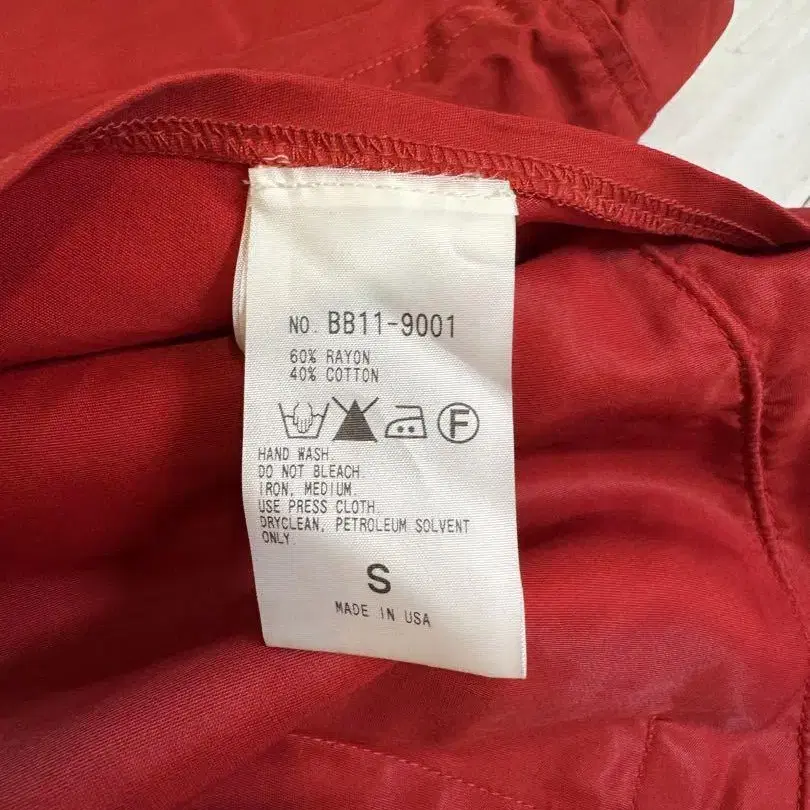 NO. BB11-9001
60% RAYON
40% COTTON
F
HAND WASH.
DO NOT BLEACH.
IRON, MEDIUM.
USE PRESS CLOTH.
DRYCLEAN, PETROLEUM SOLVENT
ONLY
S
MADE IN USA